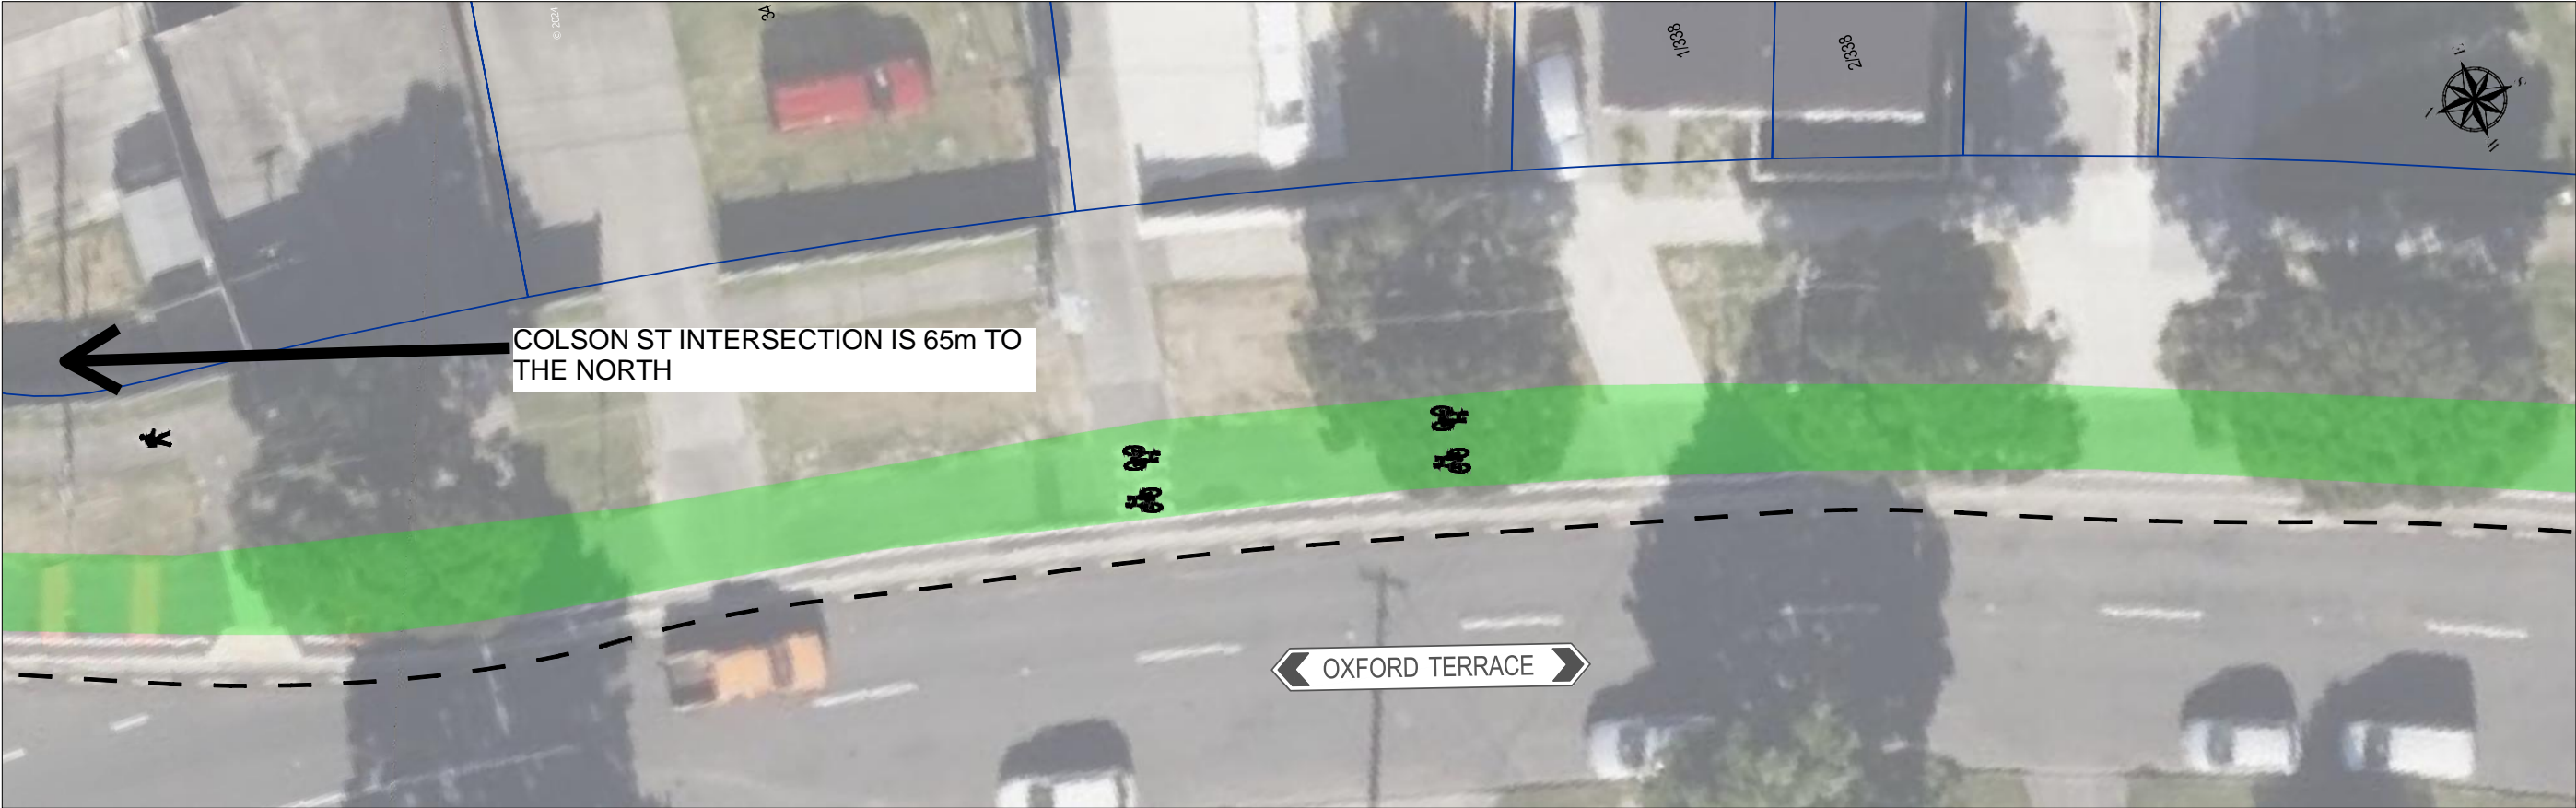 © 2024
34
1/338
2/338
COLSON ST INTERSECTION IS 65m TO
THE NORTH
OXFORD TERRACE